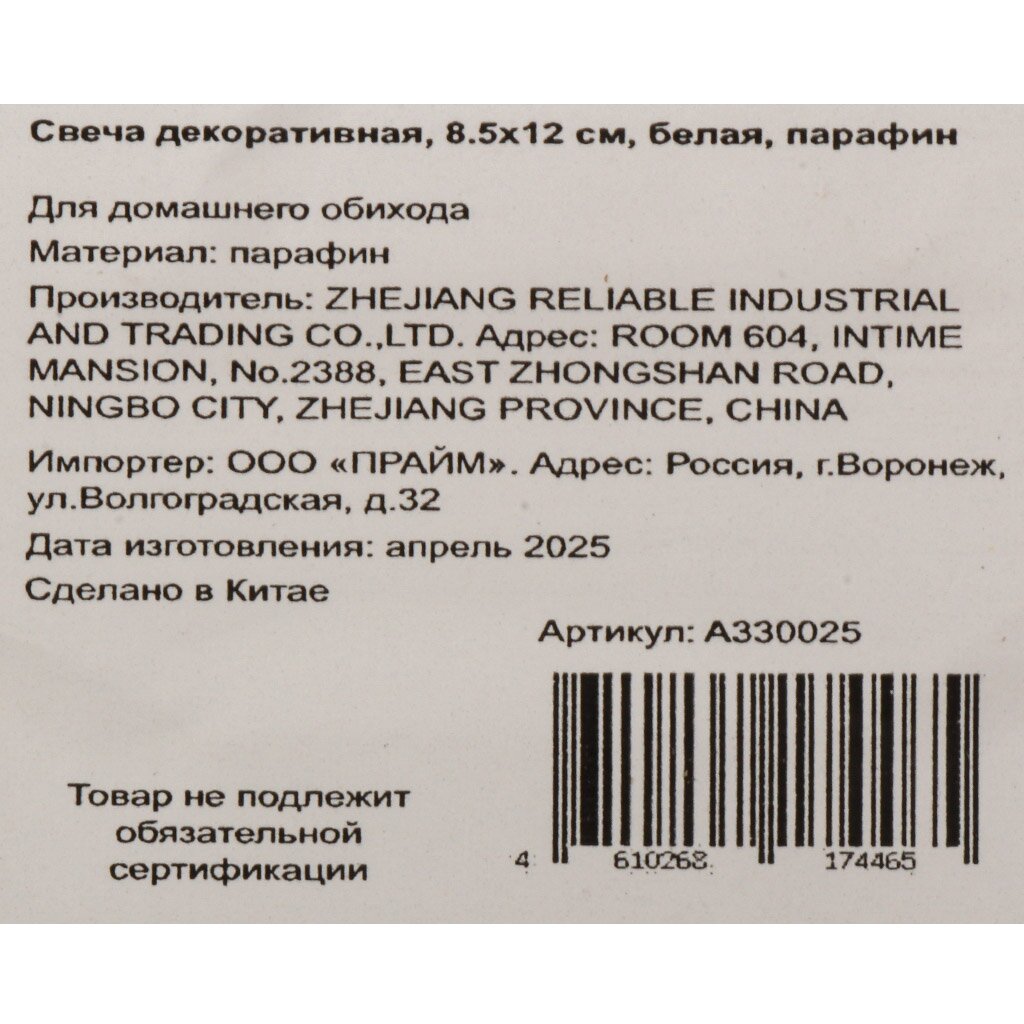 Свеча декоративная, 8.5х12 см, белая, парафин
Для домашнего обихода
Материал: парафин
Производитель: ZHEJIANG RELIABLE INDUSTRIAL
AND TRADING CO.,LTD. Адрес: ROOM 604, INTIME
MANSION, No.2388, EAST ZHONGSHAN ROAD,
NINGBO CITY, ZHEJIANG PROVINCE, CHINA
Импортер: ООО «ПРАЙМ». Адрес: Россия, г.Воронеж,
ул.Волгоградская, д.32
Дата изготовления: апрель 2025
Сделано в Китае
Артикул: А330025
Товар не подлежит
обязательной
сертификации
4 610268 174465